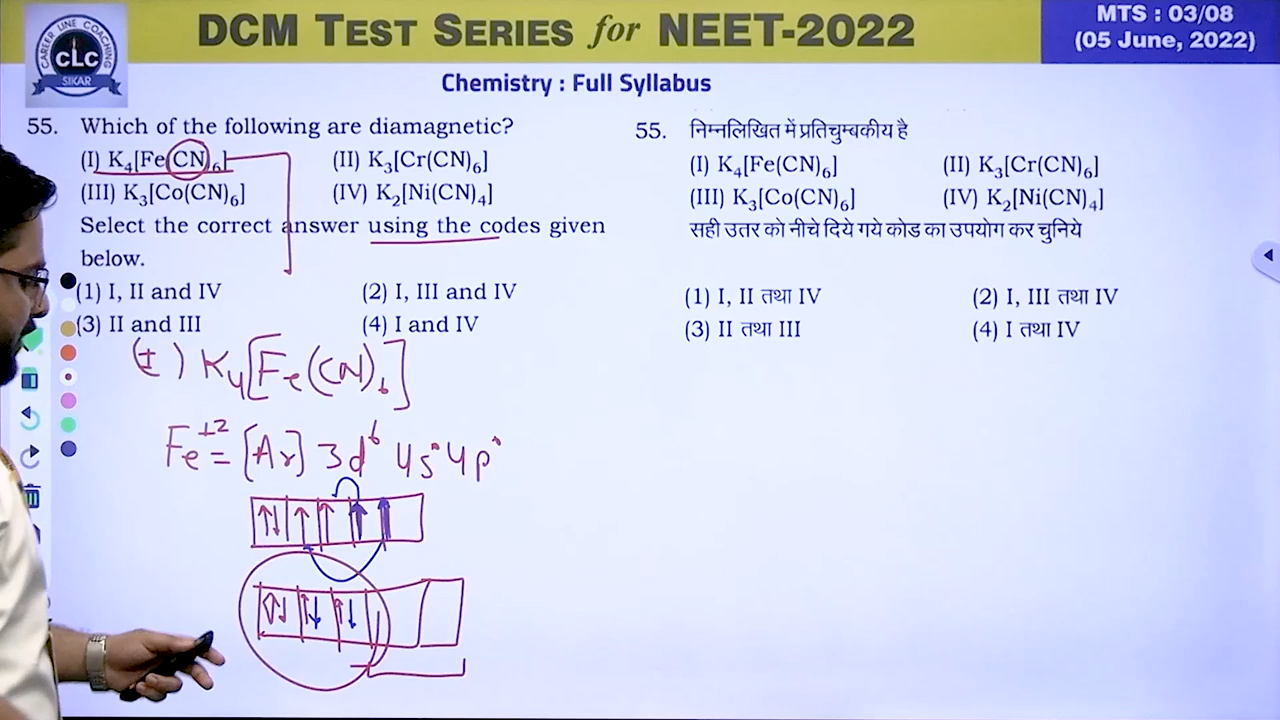 DCM TEST SERIES for NEET-2022
MTS : 03/08
(05 June, 2022)
CAREER LINE COACHING
CLC
SIKAR
Chemistry : Full Syllabus
55. Which of the following are diamagnetic?
(I) K₄[Fe(CN)₆] (II) K₃[Cr(CN)₆]
(III) K₃[Co(CN)₆] (IV) K₂[Ni(CN)₄]
Select the correct answer using the codes given
below.
(1) I, II and IV (2) I, III and IV
(3) II and III (4) I and IV
55. निम्नलिखित में प्रतिचुम्बकीय है
(I) K₄[Fe(CN)₆] (II) K₃[Cr(CN)₆]
(III) K₃[Co(CN)₆] (IV) K₂[Ni(CN)₄]
सही उतर को नीचे दिये गये कोड का उपयोग कर चुनिये
(1) I, II तथा IV (2) I, III तथा IV
(3) II तथा III (4) I तथा IV
(I) K₄[Fe(CN)₆]
Fe⁺² = [Ar] 3d⁶ 4s° 4p°